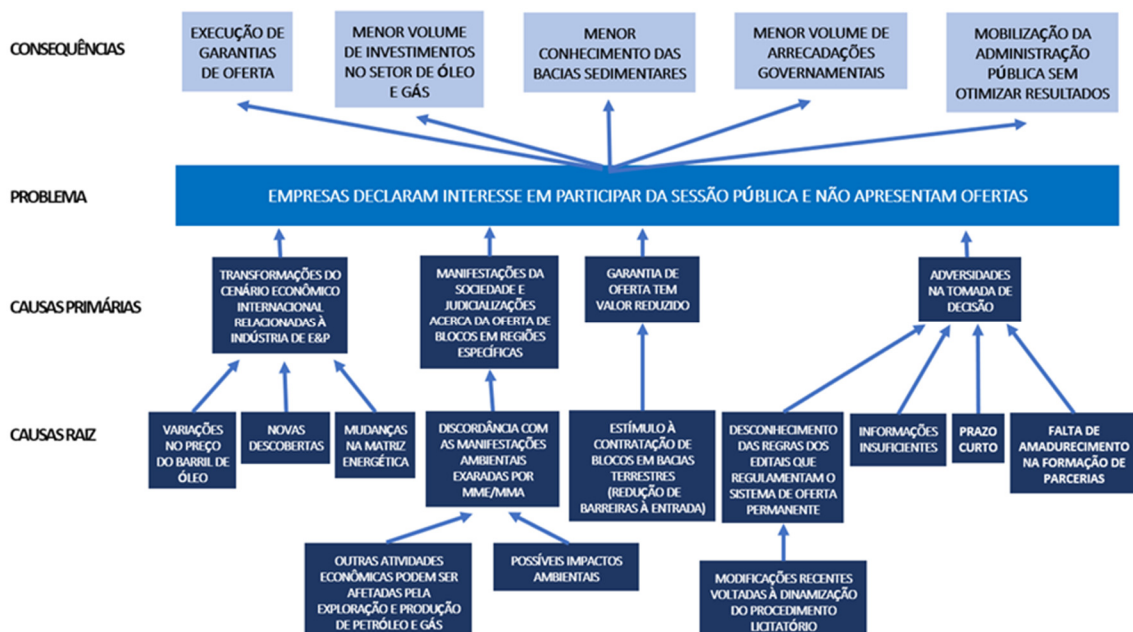 CONSEQUÊNCIAS
EXECUÇÃO DE
GARANTIAS
DE OFERTA
MENOR VOLUME
DE INVESTIMENTOS
NO SETOR DE ÓLEO
E GÁS
MENOR
CONHECIMENTO DAS
BACIAS SEDIMENTARES
MENOR VOLUME DE
ARRECADAÇÕES
GOVERNAMENTAIS
MOBILIZAÇÃO DA
ADMINISTRAÇÃO
PÚBLICA SEM
OTIMIZAR RESULTADOS
PROBLEMA
EMPRESAS DECLARAM INTERESSE EM PARTICIPAR DA SESSÃO PÚBLICA E NÃO APRESENTAM OFERTAS
CAUSAS PRIMÁRIAS
TRANSFORMAÇÕES DO
CENÁRIO ECONÔMICO
INTERNACIONAL
RELACIONADAS À
INDÚSTRIA DE E&P
MANIFESTAÇÕES DA
SOCIEDADE E
JUDICIALIZAÇÕES
ACERCA DA OFERTA DE
BLOCOS EM REGIÕES
ESPECÍFICAS
GARANTIA DE
OFERTA TEM
VALOR REDUZIDO
ADVERSIDADES
NA TOMADA DE
DECISÃO
CAUSAS RAIZ
VARIAÇÕES
NO PREÇO
DO BARRIL DE
ÓLEO
NOVAS
DESCOBERTAS
MUDANÇAS
NA MATRIZ
ENERGÉTICA
DISCORDÂNCIA COM
AS MANIFESTAÇÕES
AMBIENTAIS
EXARADAS POR
MME/MMA
ESTÍMULO À
CONTRATAÇÃO DE
BLOCOS EM BACIAS
TERRESTRES
(REDUÇÃO DE
BARREIRAS À ENTRADA)
DESCONHECIMENTO
DAS REGRAS DOS
EDITAIS QUE
REGULAMENTAM O
SISTEMA DE OFERTA
PERMANENTE
INFORMAÇÕES
INSUFICIENTES
PRAZO
CURTO
FALTA DE
AMADURECIMENTO
NA FORMAÇÃO DE
PARCERIAS
OUTRAS ATIVIDADES
ECONÔMICAS PODEM SER
AFETADAS PELA
EXPLORAÇÃO E PRODUÇÃO
DE PETRÓLEO E GÁS
POSSÍVEIS IMPACTOS
AMBIENTAIS
MODIFICAÇÕES RECENTES
VOLTADAS À DINAMIZAÇÃO
DO PROCEDIMENTO
LICITATÓRIO